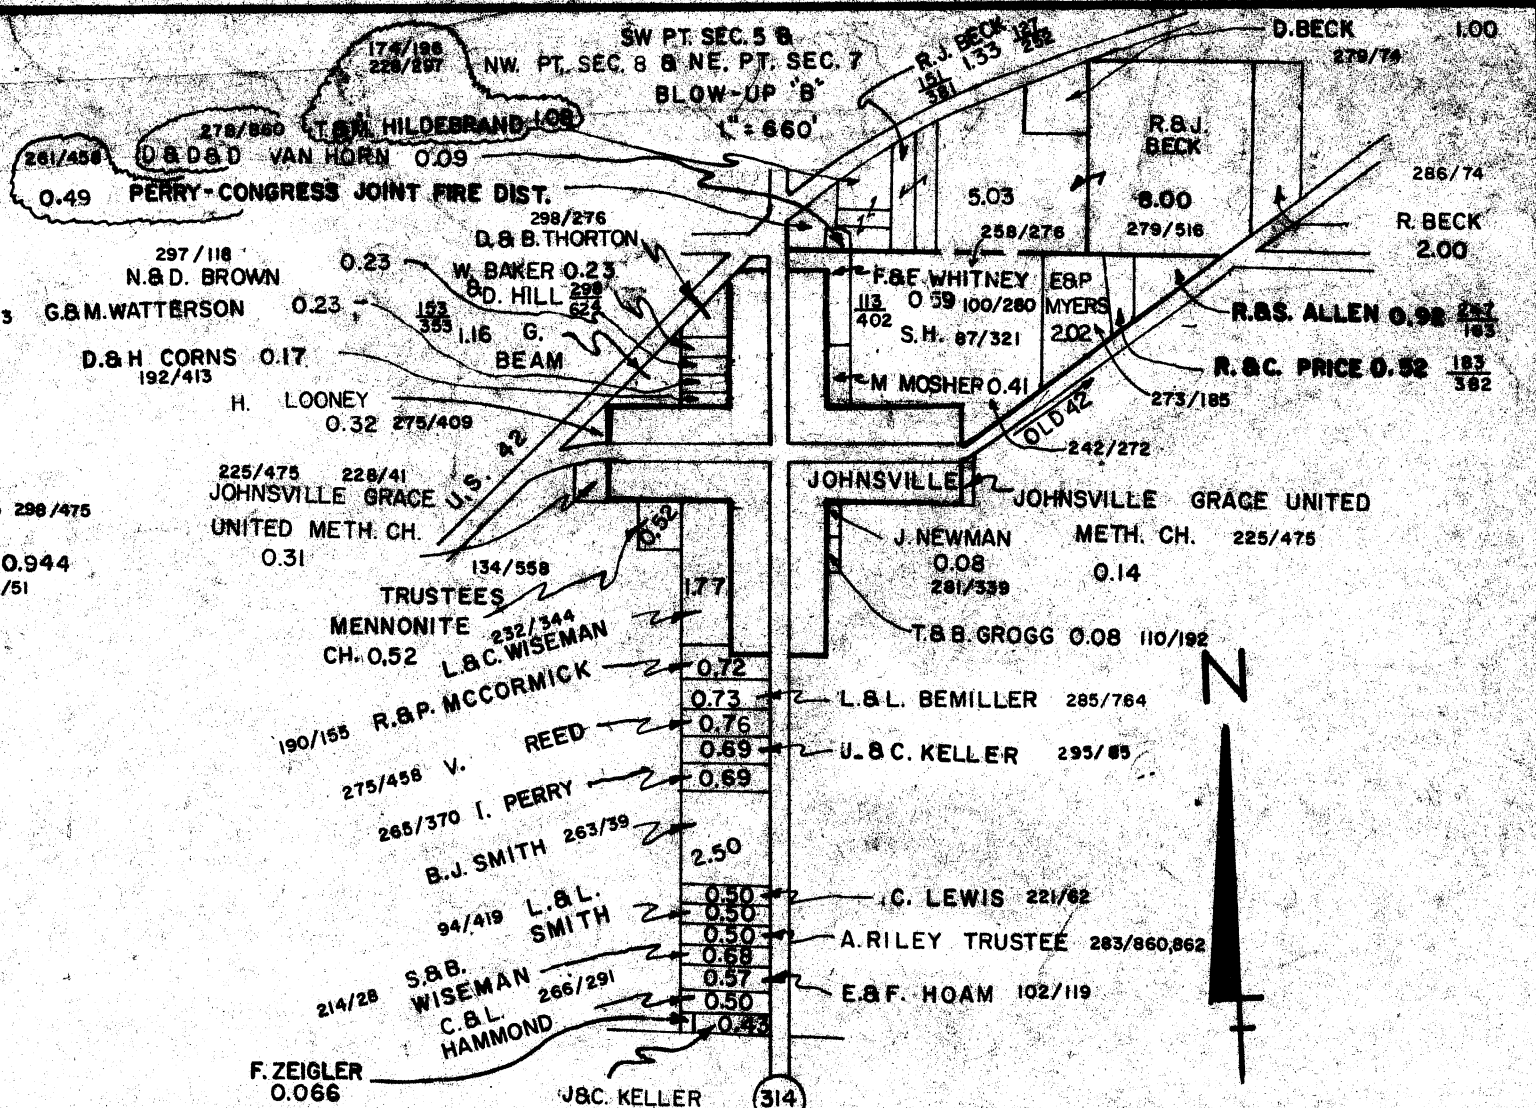 SW PT. SEC. 5 &
NW. PT. SEC. 8 & NE. PT. SEC. 7
BLOW-UP "B"
1" = 660'
174/196
228/297
278/860 T.&M. HILDEBRAND 1.08
261/458 D & D & D VAN HORN 0.09
0.49 PERRY-CONGRESS JOINT FIRE DIST.
R.J. BECK
151
381
1.33
D. BECK 1.00
279/74
R. & J.
BECK
8.00
279/516
5.03
258/276
286/74
R. BECK
2.00
298/276
D. & B. THORTON
297/118
N. & D. BROWN 0.23
W. BAKER 0.23
& D. HILL 298
624
3 G.&M. WATTERSON 0.23
153
353
1.16 G.
BEAM
D.&H CORNS 0.17
192/413
H. LOONEY
0.32 275/409
F.&E. WHITNEY
113
402
0.59 100/280
S.H. 87/321
E&P
MYERS
2.02
R.&S. ALLEN 0.92 247
183
R. &C. PRICE 0.52 183
382
M MOSHER 0.41
273/185
OLD 42
242/272
U.S. 42
225/475 228/41
JOHNSVILLE GRACE
UNITED METH. CH.
0.31
298/475
0.944
/51
JOHNSVILLE
JOHNSVILLE GRACE UNITED
METH. CH. 225/475
0.14
J. NEWMAN
0.08
281/339
T.&B. GROGG 0.08 110/192
0.52
134/558
TRUSTEES
MENNONITE
CH. 0.52
1.77
232/344
L.&C. WISEMAN
0.72
190/155 R.&P. MCCORMICK
0.73
L.&L. BEMILLER 285/764
0.76
275/458 V. REED
0.69
J. & C. KELLER 295/85
0.69
265/370 I. PERRY
2.50
B.J. SMITH 263/39
0.50
C. LEWIS 221/62
0.50
94/419 L.&L.
SMITH
0.50
A. RILEY TRUSTEE 283/860,862
0.68
214/28 S.&B.
WISEMAN
0.57
E.&F. HOAM 102/119
0.50
266/291
C.&L.
HAMMOND
0.43
F. ZEIGLER
0.066
J&C. KELLER
314
N